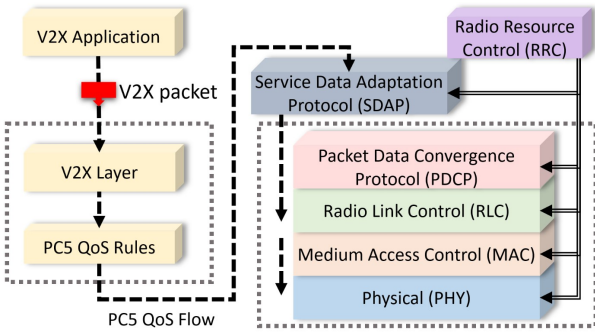 V2X Application
V2X packet
V2X Layer
PC5 QoS Rules
PC5 QoS Flow
Radio Resource
Control (RRC)
Service Data Adaptation
Protocol (SDAP)
Packet Data Convergence
Protocol (PDCP)
Radio Link Control (RLC)
Medium Access Control (MAC)
Physical (PHY)